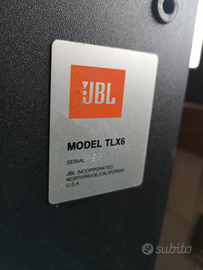 JBL
MODEL TLX6
SERIAL
JBL INCORPORATED
NORTHRIDGE, CALIFORNIA
U.S.A
subito